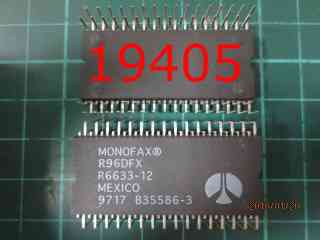 19405
MONOFAX®
R96DFX
R6633-12
MEXICO
9717 B35586-3